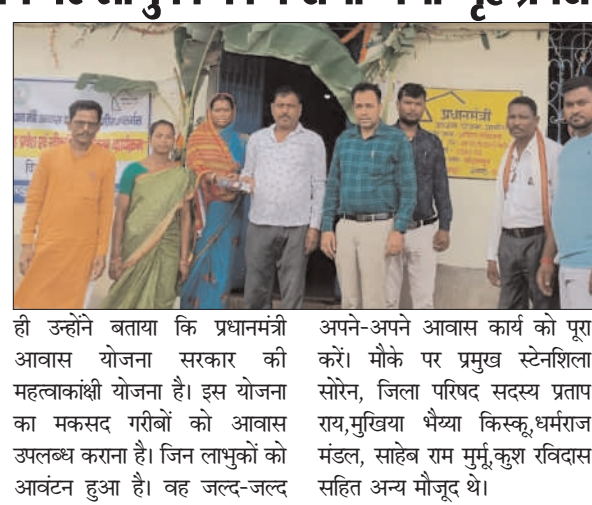 प्रधानमंत्री
ही उन्होंने बताया कि प्रधानमंत्री
आवास योजना सरकार की
महत्वाकांक्षी योजना है। इस योजना
का मकसद गरीबों को आवास
उपलब्ध कराना है। जिन लाभुकों को
आवंटन हुआ है। वह जल्द-जल्द
अपने-अपने आवास कार्य को पूरा
करें। मौके पर प्रमुख स्टेनशिला
सोरेन, जिला परिषद सदस्य प्रताप
राय,मुखिया भैय्या किस्कू,धर्मराज
मंडल, साहेब राम मुर्मू,कुश रविदास
सहित अन्य मौजूद थे।